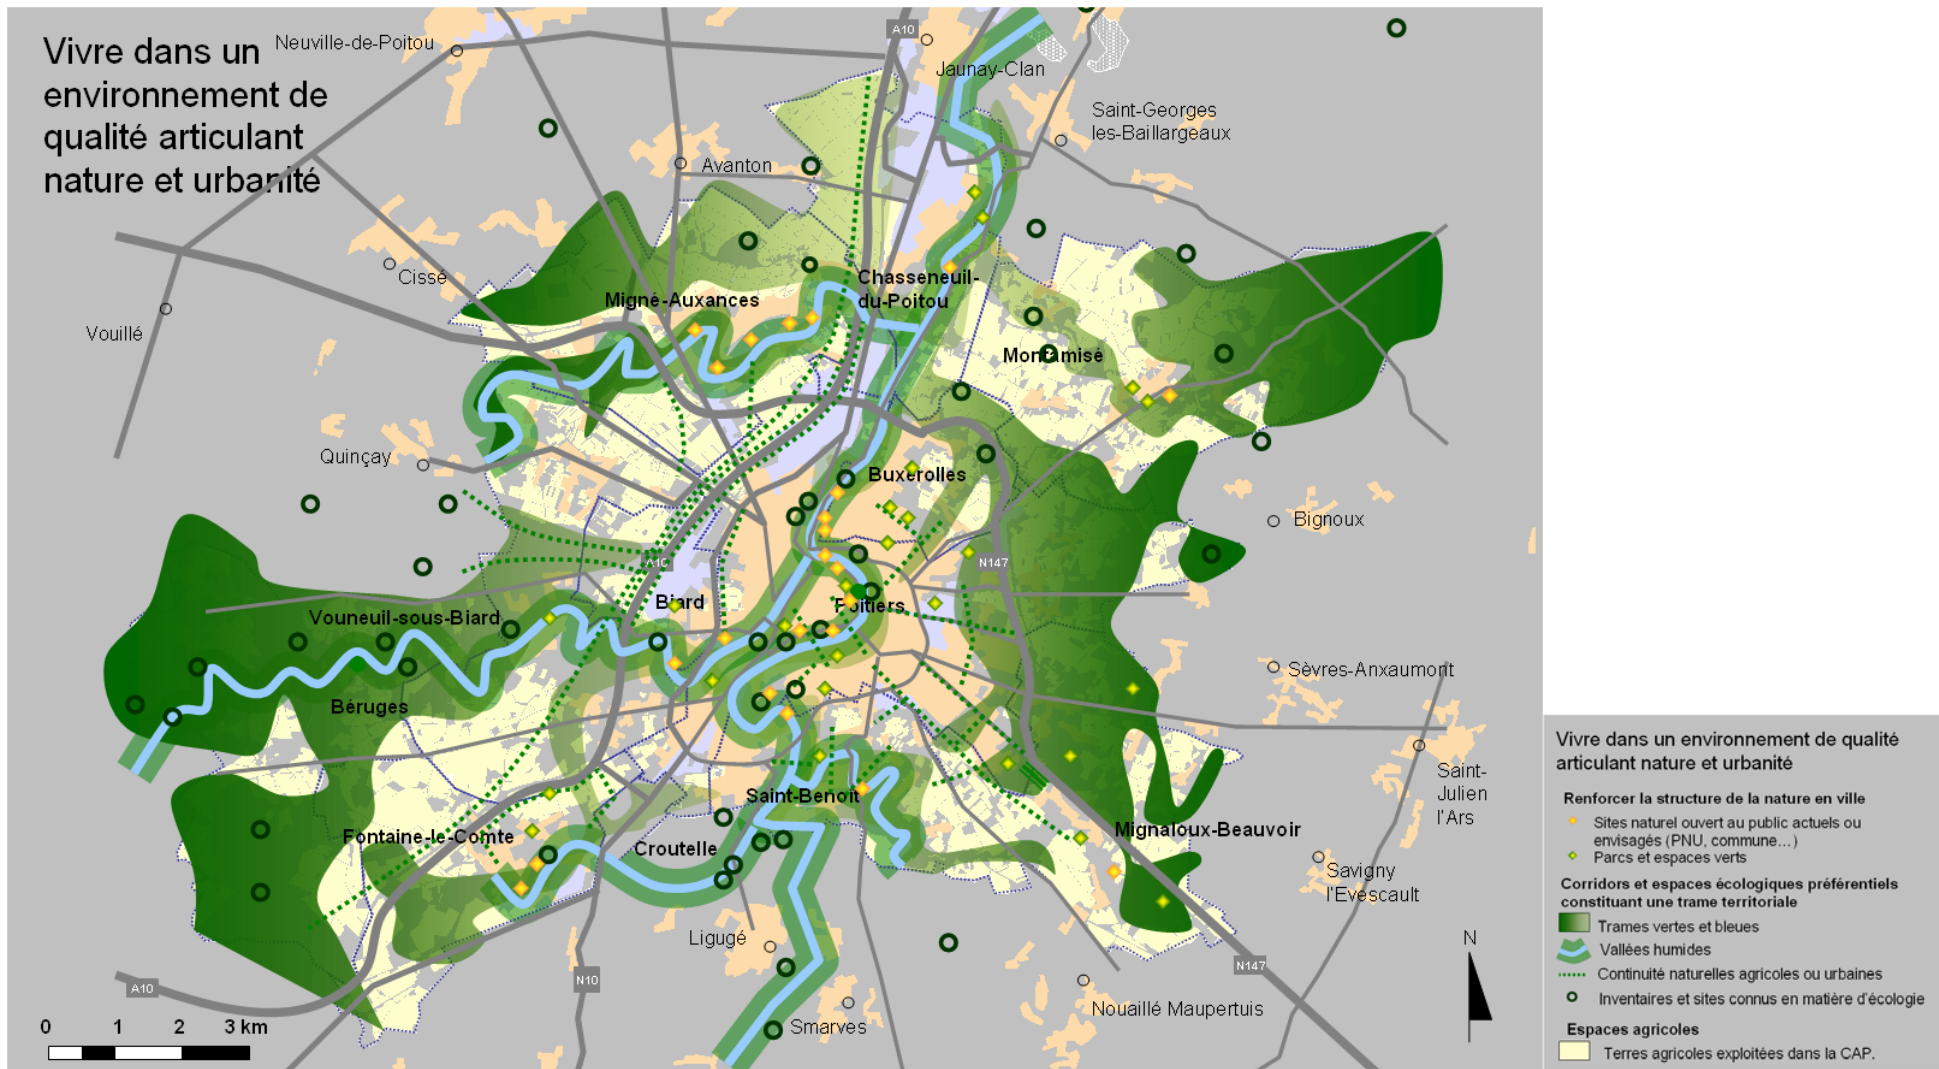 Vivre dans un
environnement de
qualité articulant
nature et urbanité
Neuville-de-Poitou
A10
Jaunay-Clan
Saint-Georges
les-Baillargeaux
Avanton
Cissé
Chasseneuil-
du-Poitou
Migné-Auxances
Vouillé
Montamisé
Quinçay
Buxerolles
Bignoux
A10
N147
Biard
Poitiers
Vouneuil-sous-Biard
Sèvres-Anxaumont
Béruges
Saint-
Julien
l'Ars
Saint-Benoit
Fontaine-le-Comte
Croutelle
Mignaloux-Beauvoir
Savigny
l'Evescault
Ligugé
N
N147
A10
N10
Nouaillé Maupertuis
Smarves
0 1 2 3 km
Vivre dans un environnement de qualité
articulant nature et urbanité
Renforcer la structure de la nature en ville
Sites naturel ouvert au public actuels ou
envisagés (PNU, commune...)
Parcs et espaces verts
Corridors et espaces écologiques préférentiels
constituant une trame territoriale
Trames vertes et bleues
Vallées humides
Continuité naturelles agricoles ou urbaines
Inventaires et sites connus en matière d'écologie
Espaces agricoles
Terres agricoles exploitées dans la CAP.